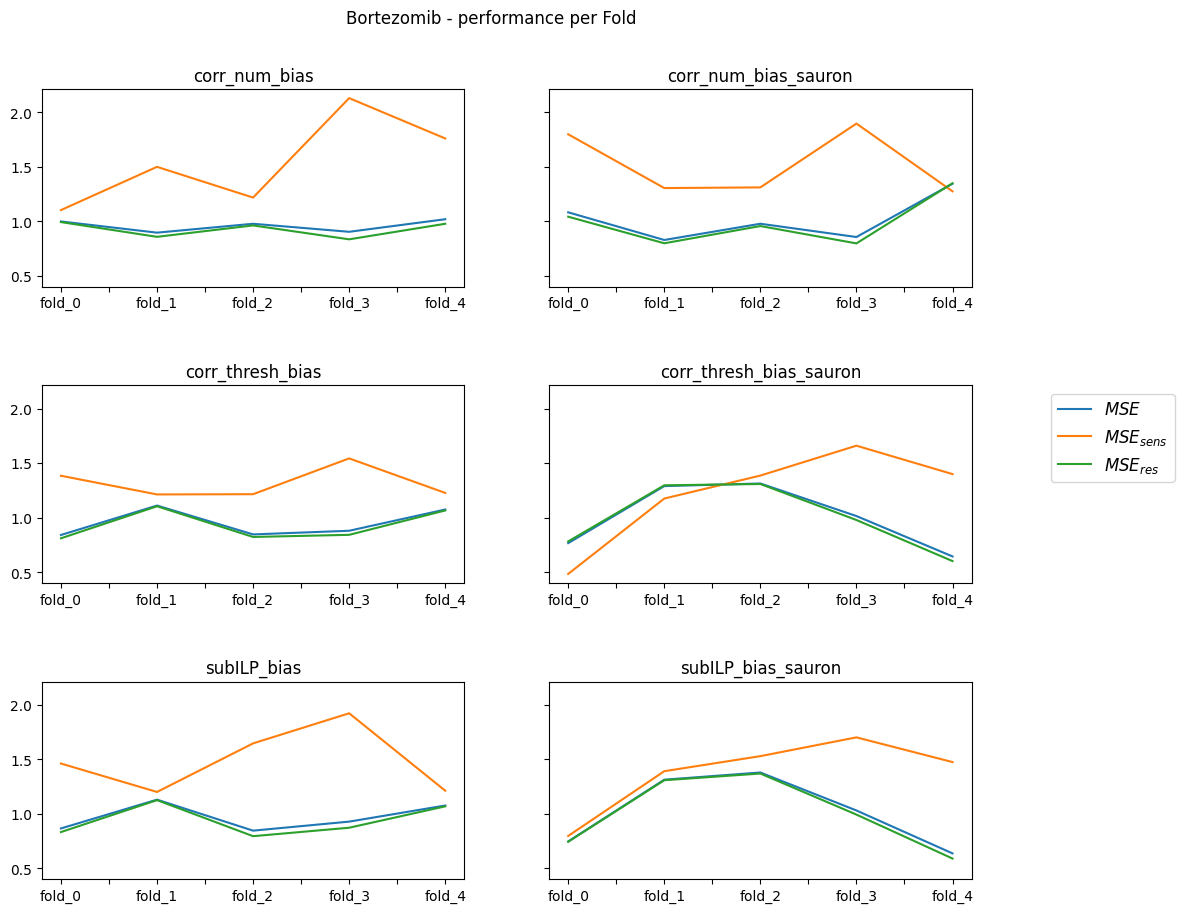 Bortezomib - performance per Fold
corr_num_bias
corr_num_bias_sauron
2.0
1.5
1.0
0.5
fold_0 fold_1 fold_2 fold_3 fold_4
fold_0 fold_1 fold_2 fold_3 fold_4
corr_thresh_bias
corr_thresh_bias_sauron
2.0
1.5
1.0
0.5
fold_0 fold_1 fold_2 fold_3 fold_4
fold_0 fold_1 fold_2 fold_3 fold_4
MSE
MSE_sens
MSE_res
subILP_bias
subILP_bias_sauron
2.0
1.5
1.0
0.5
fold_0 fold_1 fold_2 fold_3 fold_4
fold_0 fold_1 fold_2 fold_3 fold_4